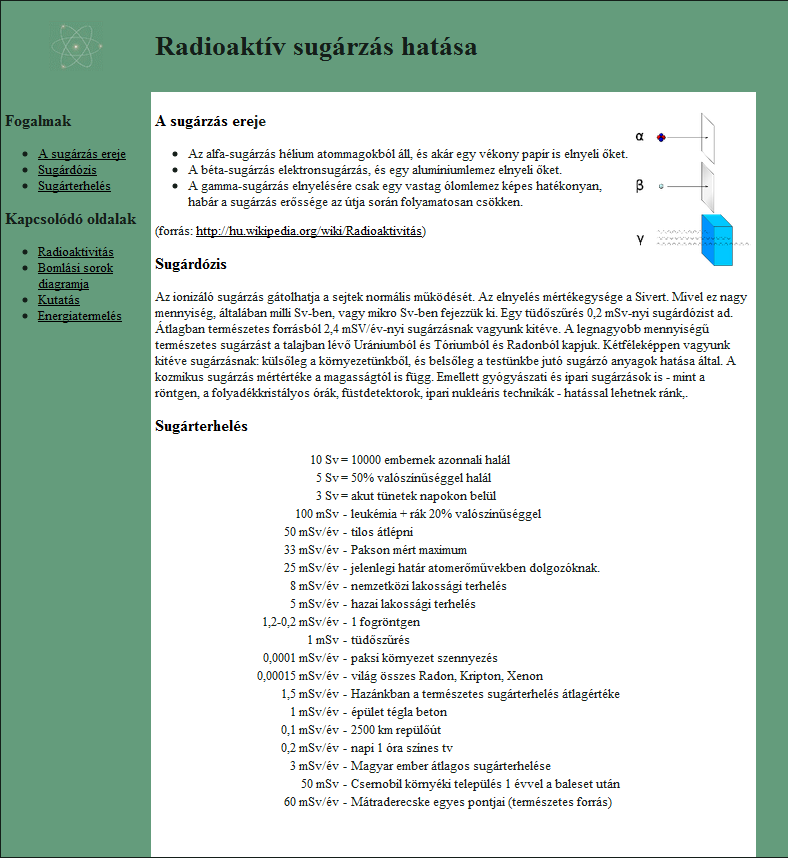 Radioaktív sugárzás hatása
Fogalmak
A sugárzás ereje
Sugárdózis
Sugárterhelés
Kapcsolódó oldalak
Radioaktivitás
Bomlási sorok
diagramja
Kutatás
Energiatermelés
A sugárzás ereje
Az alfa-sugárzás hélium atommagokból áll, és akár egy vékony papír is elnyeli őket.
A béta-sugárzás elektronsugárzás, és egy alumíniumlemez elnyeli őket.
A gamma-sugárzás elnyelésére csak egy vastag ólomlemez képes hatékonyan,
habár a sugárzás erőssége az útja során folyamatosan csökken.
α
β
γ
(forrás: http://hu.wikipedia.org/wiki/Radioaktivitás)
Sugárdózis
Az ionizáló sugárzás gátolhatja a sejtek normális működését. Az elnyelés mértékegysége a Sivert. Mivel ez nagy
mennyiség, általában milli Sv-ben, vagy mikro Sv-ben fejezzük ki. Egy tüdőszűrés 0,2 mSv-nyi sugárdózist ad.
Átlagban természetes forrásból 2,4 mSV/év-nyi sugárzásnak vagyunk kitéve. A legnagyobb mennyiségű
természetes sugárzást a talajban lévő Urániumból és Tóriumból és Radonból kapjuk. Kétféleképpen vagyunk
kitéve sugárzásnak: külsőleg a környezetünkből, és belsőleg a testünkbe jutó sugárzó anyagok hatása által. A
kozmikus sugárzás mértértéke a magasságtól is függ. Emellett gyógyászati és ipari sugárzások is - mint a
röntgen, a folyadékkristályos órák, füstdetektorok, ipari nukleáris technikák - hatással lehetnek ránk,.
Sugárterhelés
10 Sv = 10000 embernek azonnali halál
5 Sv = 50% valószínűséggel halál
3 Sv = akut tünetek napokon belül
100 mSv - leukémia + rák 20% valószínűséggel
50 mSv/év - tilos átlépni
33 mSv/év - Pakson mért maximum
25 mSv/év - jelenlegi határ atomerőművekben dolgozóknak.
8 mSv/év - nemzetközi lakossági terhelés
5 mSv/év - hazai lakossági terhelés
1,2-0,2 mSv/év - 1 fogröntgen
1 mSv - tüdőszűrés
0,0001 mSv/év - paksi környezet szennyezés
0,00015 mSv/év - világ összes Radon, Kripton, Xenon
1,5 mSv/év - Hazánkban a természetes sugárterhelés átlagértéke
1 mSv/év - épület tégla beton
0,1 mSv/év - 2500 km repülőút
0,2 mSv/év - napi 1 óra színes tv
3 mSv/év - Magyar ember átlagos sugárterhelése
50 mSv - Csernobil környéki település 1 évvel a baleset után
60 mSv/év - Mátraderecske egyes pontjai (természetes forrás)